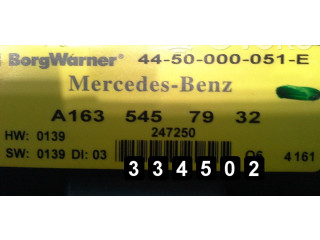 BorgWarner 44-50-000-051-E
Mercedes-Benz
A163 545 79 32
247250
HW: 0139
SW: 0139 DI: 03
4161
334502